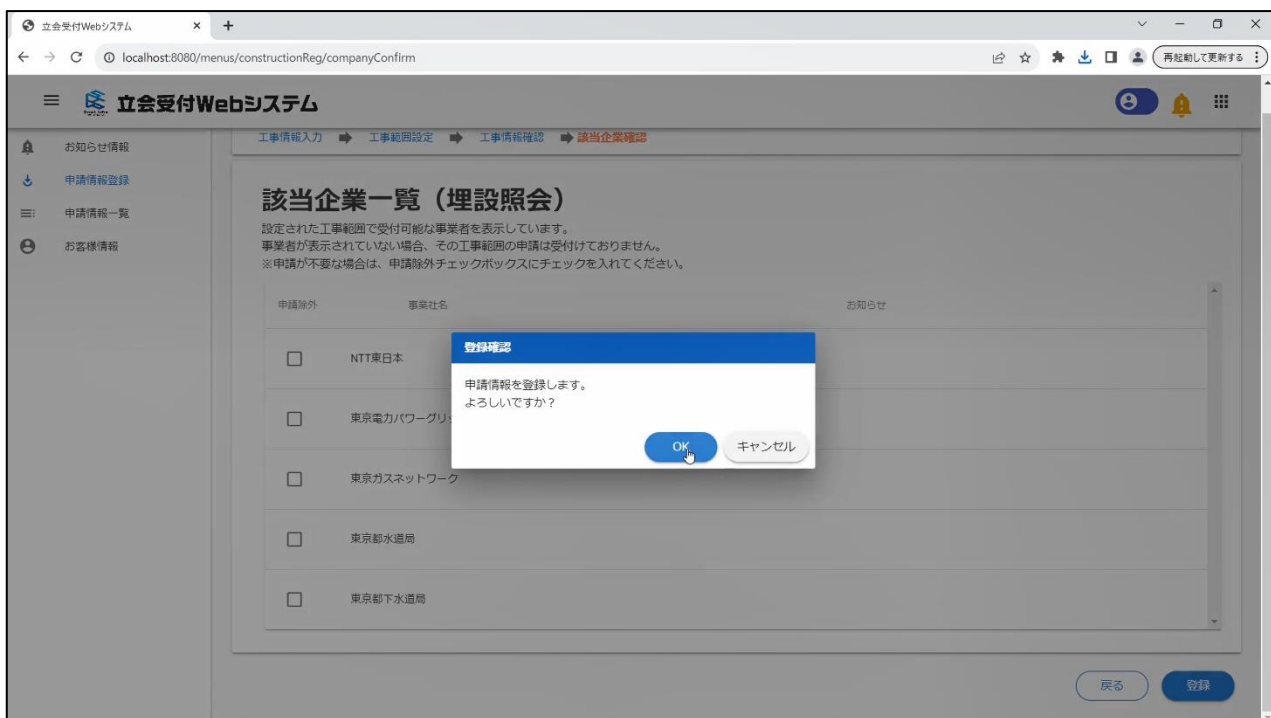 立会受付Webシステム
localhost:8080/menus/constructionReg/companyConfirm
再起動して更新する
立会受付Webシステム
お知らせ情報
申請情報登録
申請情報一覧
お客様情報
工事情報入力 ➡ 工事範囲設定 ➡ 工事情報確認 ➡ 該当企業確認
該当企業一覧（埋設照会）
設定された工事範囲で受付可能な事業者を表示しています。
事業者が表示されていない場合、その工事範囲の申請は受付けておりません。
※申請が不要な場合は、申請除外チェックボックスにチェックを入れてください。
申請除外 事業社名 お知らせ
NTT東日本
東京電力パワーグリッ
東京ガスネットワーク
東京都水道局
東京都下水道局
登録確認
申請情報を登録します。
よろしいですか？
OK キャンセル
戻る 登録